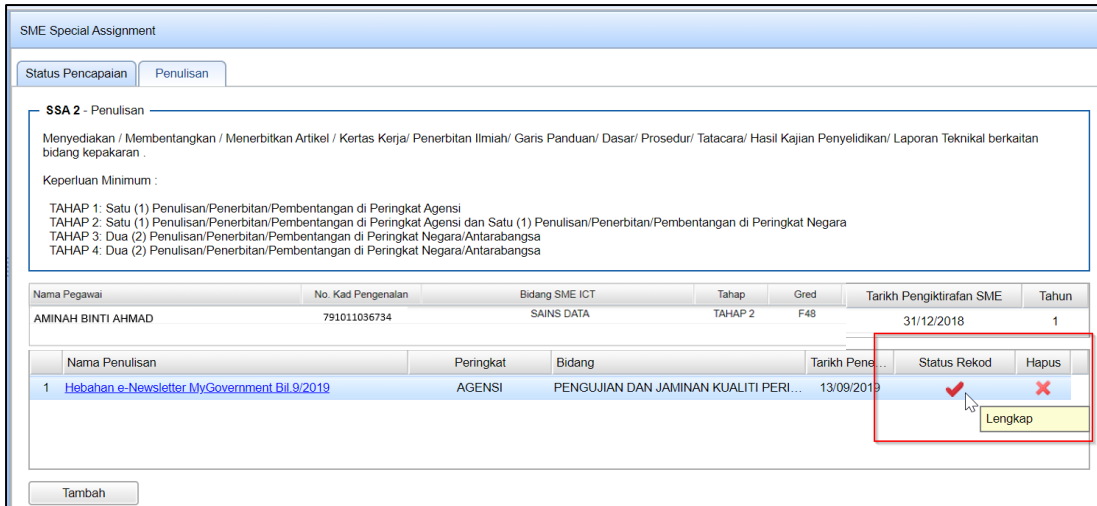 SME Special Assignment
Status Pencapaian Penulisan
SSA 2 - Penulisan
Menyediakan / Membentangkan / Menerbitkan Artikel / Kertas Kerja/ Penerbitan Ilmiah/ Garis Panduan/ Dasar/ Prosedur/ Tatacara/ Hasil Kajian Penyelidikan/ Laporan Teknikal berkaitan
bidang kepakaran .
Keperluan Minimum :
TAHAP 1: Satu (1) Penulisan/Penerbitan/Pembentangan di Peringkat Agensi
TAHAP 2: Satu (1) Penulisan/Penerbitan/Pembentangan di Peringkat Agensi dan Satu (1) Penulisan/Penerbitan/Pembentangan di Peringkat Negara
TAHAP 3: Dua (2) Penulisan/Penerbitan/Pembentangan di Peringkat Negara/Antarabangsa
TAHAP 4: Dua (2) Penulisan/Penerbitan/Pembentangan di Peringkat Negara/Antarabangsa
Nama Pegawai No. Kad Pengenalan Bidang SME ICT Tahap Gred Tarikh Pengiktirafan SME Tahun
AMINAH BINTI AHMAD 791011036734 SAINS DATA TAHAP 2 F48 31/12/2018 1
Nama Penulisan Peringkat Bidang Tarikh Pene... Status Rekod Hapus
1 Hebahan e-Newsletter MyGovernment Bil.9/2019 AGENSI PENGUJIAN DAN JAMINAN KUALITI PERI... 13/09/2019
Lengkap
Tambah